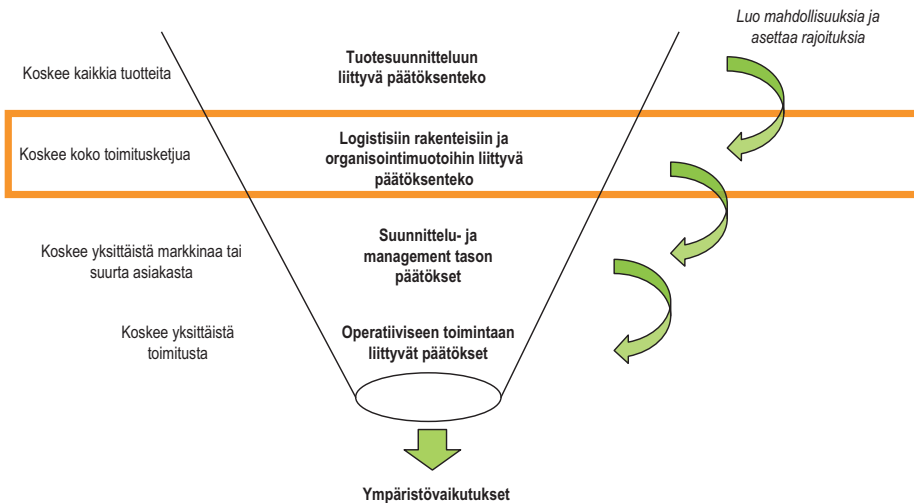 Luo mahdollisuuksia ja
asettaa rajoituksia
Koskee kaikkia tuotteita
Tuotesuunnitteluun
liittyvä päätöksenteko
Koskee koko toimitusketjua
Logistisiin rakenteisiin ja
organisointimuotoihin liittyvä
päätöksenteko
Koskee yksittäistä markkinaa tai
suurta asiakasta
Suunnittelu- ja
management tason
päätökset
Koskee yksittäistä
toimitusta
Operatiiviseen toimintaan
liittyvät päätökset
Ympäristövaikutukset